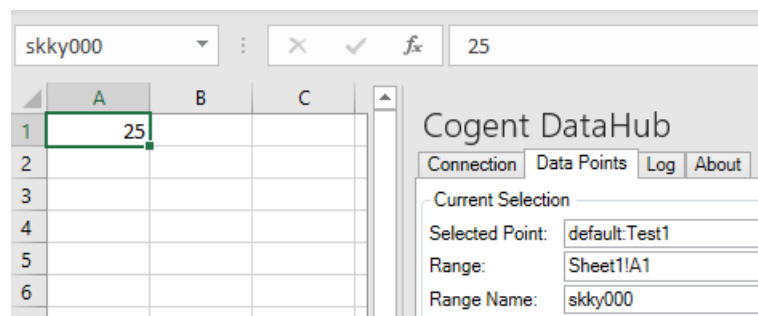 skky000 fx 25
A B C
1 25
2
3
4
5
6
Cogent DataHub
Connection Data Points Log About
Current Selection
Selected Point: default:Test1
Range: Sheet1!A1
Range Name: skky000